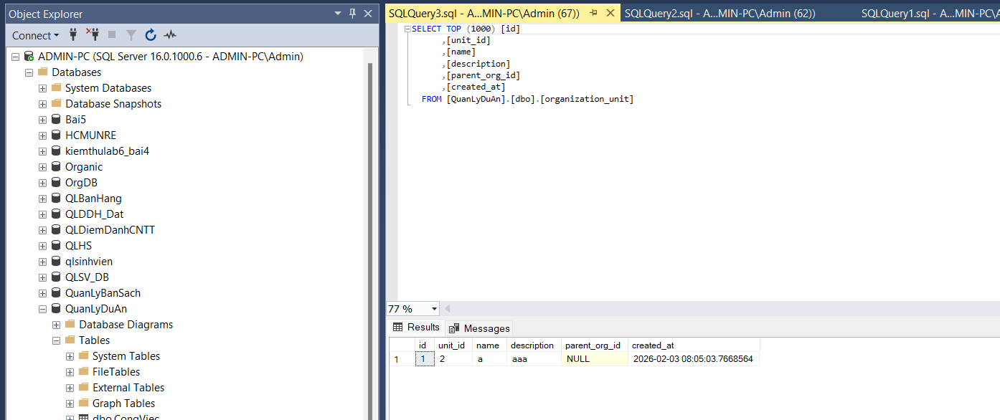 Object Explorer
Connect
ADMIN-PC (SQL Server 16.0.1000.6 - ADMIN-PC\Admin)
Databases
System Databases
Database Snapshots
Bai5
HCMUNRE
kiemthulab6_bai4
Organic
OrgDB
QLBanHang
QLDDH_Dat
QLDiemDanhCNTT
QLHS
qlsinhvien
QLSV_DB
QuanLyBanSach
QuanLyDuAn
Database Diagrams
Tables
System Tables
FileTables
External Tables
Graph Tables
dbo.CongViec
SQLQuery3.sql - A...MIN-PC\Admin (67))
SQLQuery2.sql - A...MIN-PC\Admin (62))
SQLQuery1.sql - A...MIN-PC\A
SELECT TOP (1000) [id]
,[unit_id]
,[name]
,[description]
,[parent_org_id]
,[created_at]
FROM [QuanLyDuAn].[dbo].[organization_unit]
77 %
Results Messages
id unit_id name description parent_org_id created_at
1 1 2 a aaa NULL 2026-02-03 08:05:03.7668564